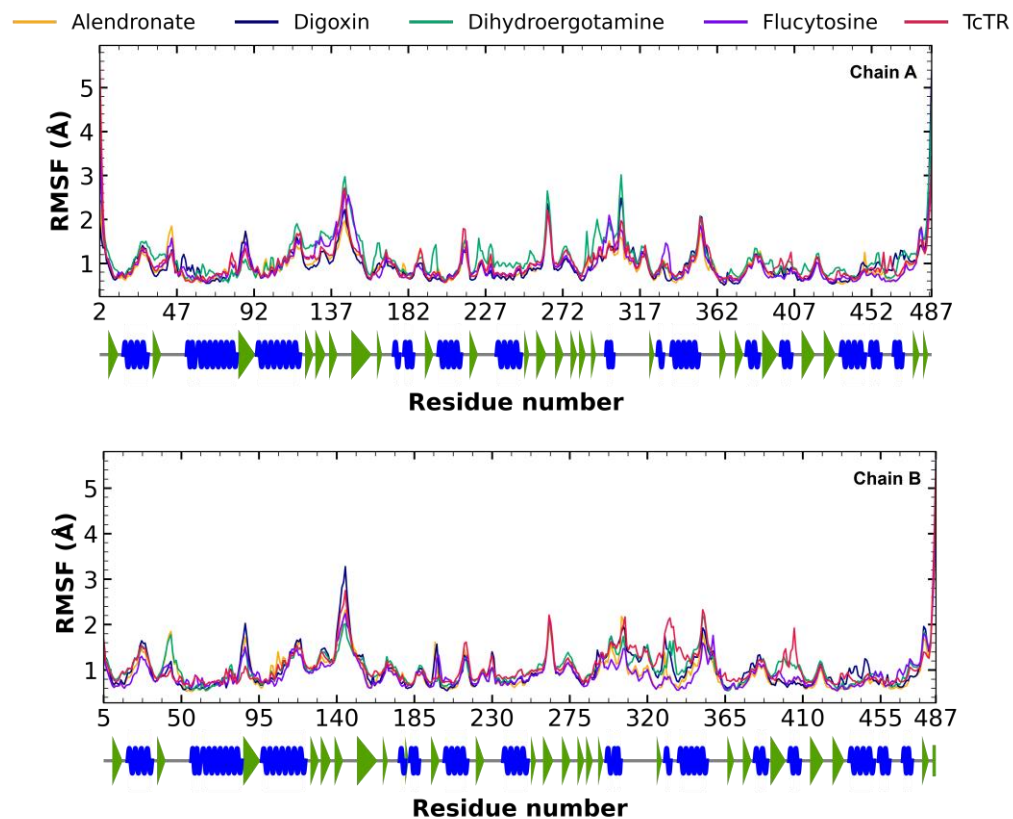 Alendronate Digoxin Dihydroergotamine Flucytosine TcTR
Chain A
RMSF (Å)
5
4
3
2
1
2 47 92 137 182 227 272 317 362 407 452 487
Residue number
Chain B
RMSF (Å)
5
4
3
2
1
5 50 95 140 185 230 275 320 365 410 455 487
Residue number